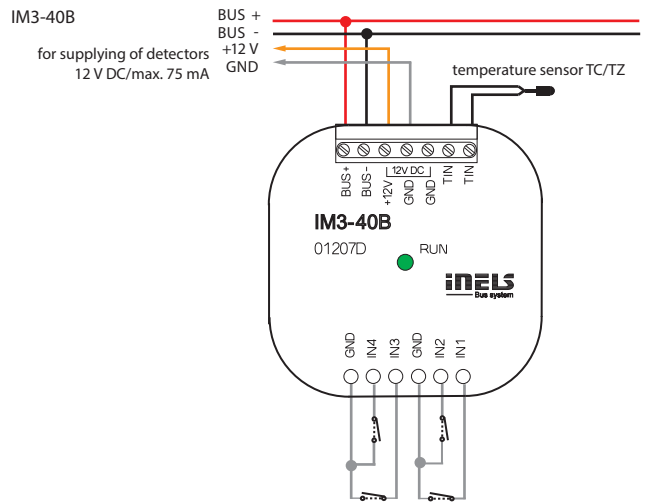 IM3-40B
BUS +
BUS -
+12 V
GND
for supplying of detectors
12 V DC/max. 75 mA
temperature sensor TC/TZ
BUS+
BUS-
+12V
GND
GND
TIN
TIN
12V DC
IM3-40B
01207D
RUN
iNELS
Bus system
GND
IN4
IN3
GND
IN2
IN1